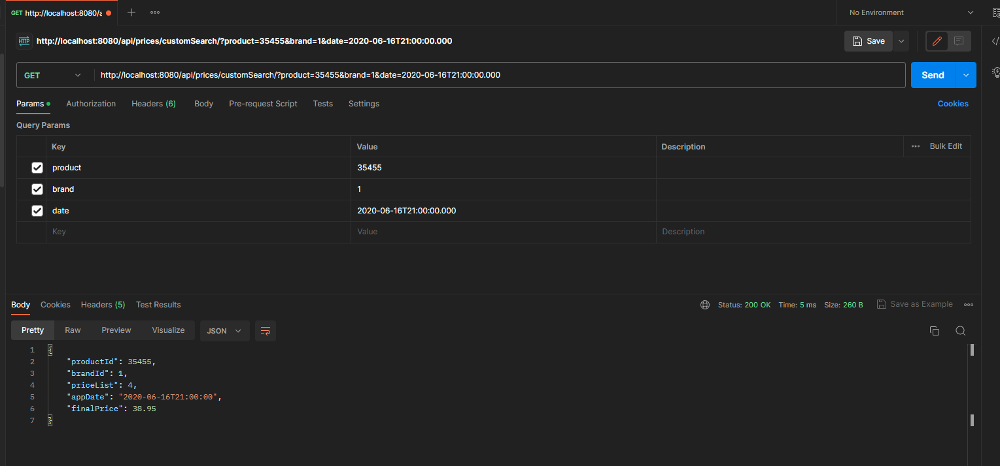 GET http://localhost:8080/a
No Environment
HTTP http://localhost:8080/api/prices/customSearch/?product=35455&brand=1&date=2020-06-16T21:00:00.000
Save
GET http://localhost:8080/api/prices/customSearch/?product=35455&brand=1&date=2020-06-16T21:00:00.000
Send
Params Authorization Headers (6) Body Pre-request Script Tests Settings Cookies
Query Params
Key Value Description Bulk Edit
product 35455
brand 1
date 2020-06-16T21:00:00.000
Key Value Description
Body Cookies Headers (5) Test Results Status: 200 OK Time: 5 ms Size: 260 B Save as Example
Pretty Raw Preview Visualize JSON
1 {
2 "productId": 35455,
3 "brandId": 1,
4 "priceList": 4,
5 "appDate": "2020-06-16T21:00:00",
6 "finalPrice": 38.95
7 }